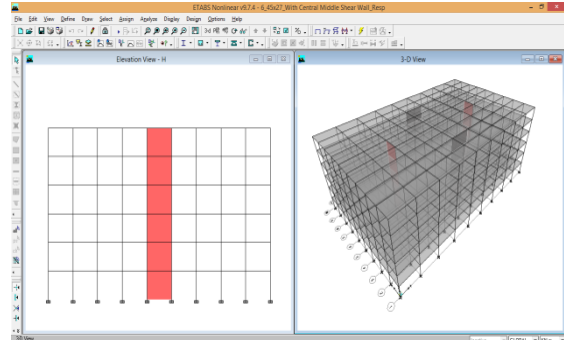 ETABS Nonlinear v9.7.4 - 6_45x27_With Central Middle Shear Wall_Resp
File Edit View Define Draw Select Assign Analyze Display Design Options Help
Elevation View - H
3-D View
3-D View